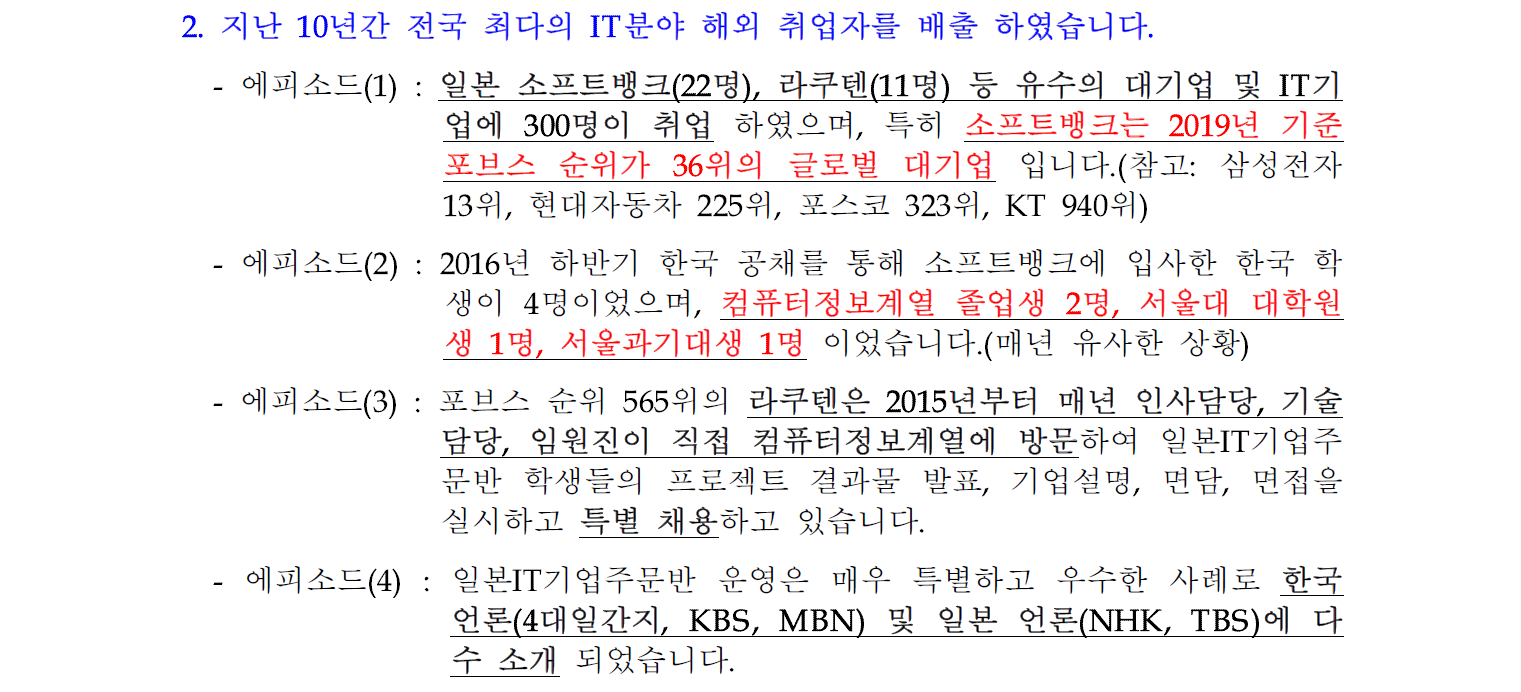 2. 지난 10년간 전국 최다의 IT분야 해외 취업자를 배출 하였습니다.
- 에피소드(1) : 일본 소프트뱅크(22명), 라쿠텐(11명) 등 유수의 대기업 및 IT기
업에 300명이 취업 하였으며, 특히 소프트뱅크는 2019년 기준
포브스 순위가 36위의 글로벌 대기업 입니다.(참고: 삼성전자
13위, 현대자동차 225위, 포스코 323위, KT 940위)
- 에피소드(2) : 2016년 하반기 한국 공채를 통해 소프트뱅크에 입사한 한국 학
생이 4명이었으며, 컴퓨터정보계열 졸업생 2명, 서울대 대학원
생 1명, 서울과기대생 1명 이었습니다.(매년 유사한 상황)
- 에피소드(3) : 포브스 순위 565위의 라쿠텐은 2015년부터 매년 인사담당, 기술
담당, 임원진이 직접 컴퓨터정보계열에 방문하여 일본IT기업주
문반 학생들의 프로젝트 결과물 발표, 기업설명, 면담, 면접을
실시하고 특별 채용하고 있습니다.
- 에피소드(4) : 일본IT기업주문반 운영은 매우 특별하고 우수한 사례로 한국
언론(4대일간지, KBS, MBN) 및 일본 언론(NHK, TBS)에 다
수 소개 되었습니다.